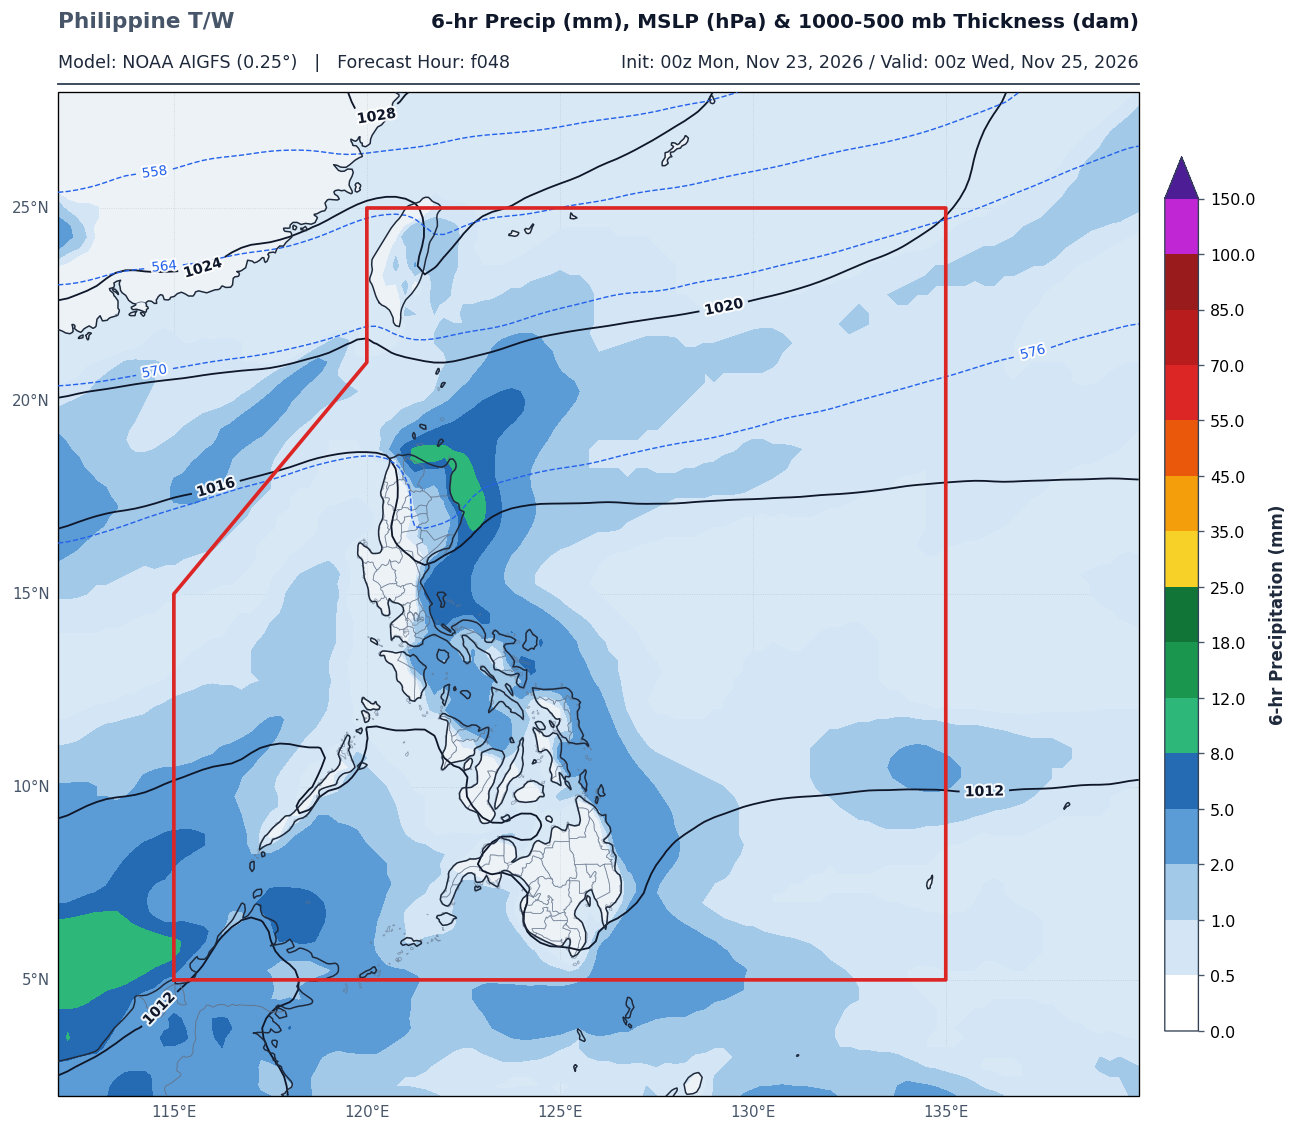 Philippine T/W
6-hr Precip (mm), MSLP (hPa) & 1000-500 mb Thickness (dam)
Model: NOAA AIGFS (0.25°)   |   Forecast Hour: f048
Init: 00z Mon, Nov 23, 2026 / Valid: 00z Wed, Nov 25, 2026
1028
558
25°N
564
1024
1020
576
570
20°N
1016
15°N
10°N
1012
5°N
1012
115°E
120°E
125°E
130°E
135°E
150.0
100.0
85.0
70.0
55.0
45.0
35.0
25.0
18.0
12.0
8.0
5.0
2.0
1.0
0.5
0.0
6-hr Precipitation (mm)